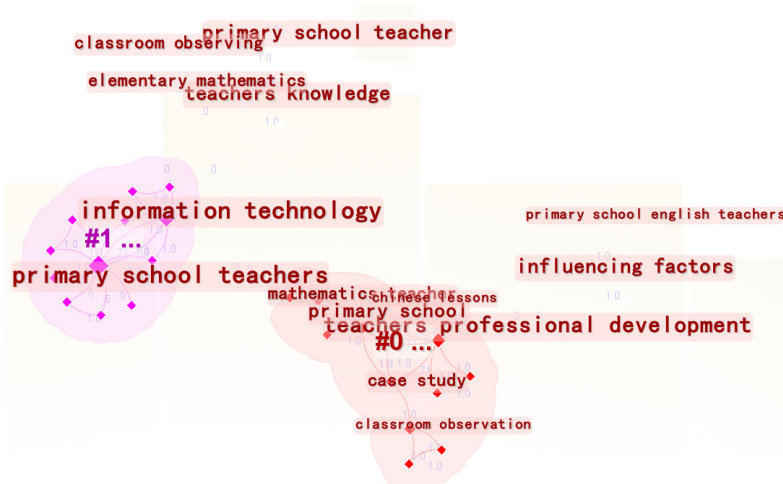 primary school teacher
classroom observing
elementary mathematics
teachers knowledge
information technology
#1 ...
primary school teachers
primary school english teachers
influencing factors
mathematics teacher
chinese lessons
primary school
teachers professional development
#0 ...
case study
classroom observation